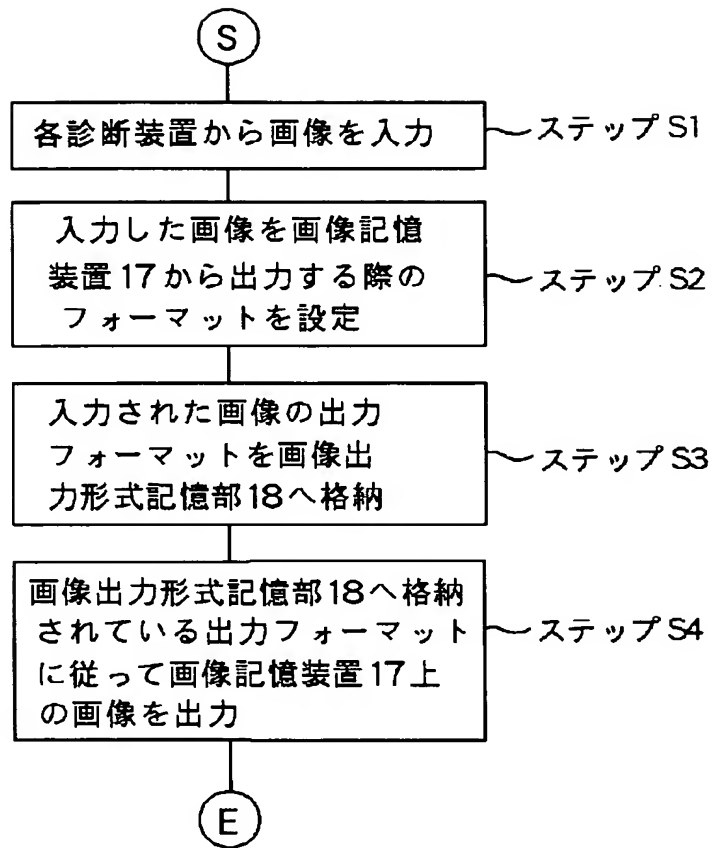 S
各診断装置から画像を入力
ステップS1
入力した画像を画像記憶
装置17から出力する際の
フォーマットを設定
ステップS2
入力された画像の出力
フォーマットを画像出
力形式記憶部18へ格納
ステップS3
画像出力形式記憶部18へ格納
されている出力フォーマット
に従って画像記憶装置17上
の画像を出力
ステップS4
E